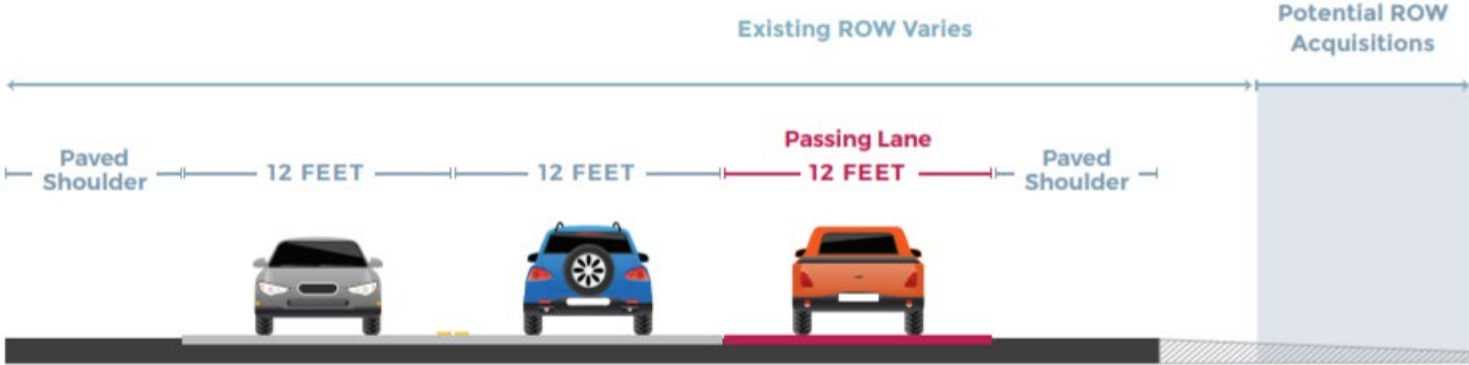 Existing ROW Varies
Potential ROW
Acquisitions
Paved
Shoulder
12 FEET
12 FEET
Passing Lane
12 FEET
Paved
Shoulder